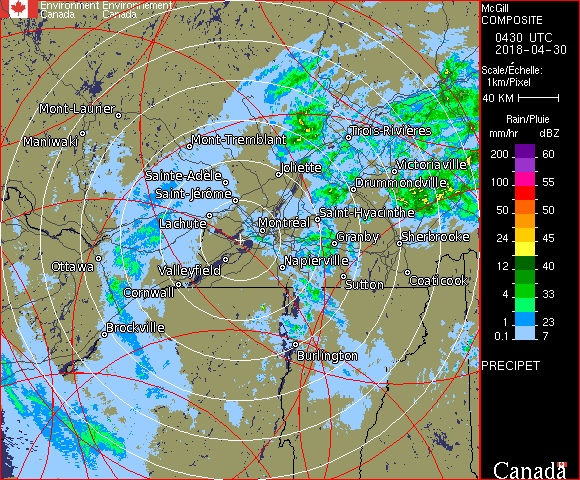 Environment Environnement
Canada Canada
McGill
COMPOSITE
0430 UTC
2018-04-30
Scale/Échelle:
1km/Pixel
40 KM
Rain/Pluie
mm/hr dBZ
200 60
150 57
100 55
50 50
24 45
12 40
4 33
1 23
0.1 7
PRECIPET
Canada
Mont-Laurier
Maniwaki
Mont-Tremblant
Trois-Rivières
Joliette
Victoriaville
Sainte-Adèle
Drummondville
Saint-Jérôme
Saint-Hyacinthe
Lachute
Montréal
Granby
Sherbrooke
Ottawa
Valleyfield
Napierville
Coaticook
Cornwall
Sutton
Brockville
Burlington